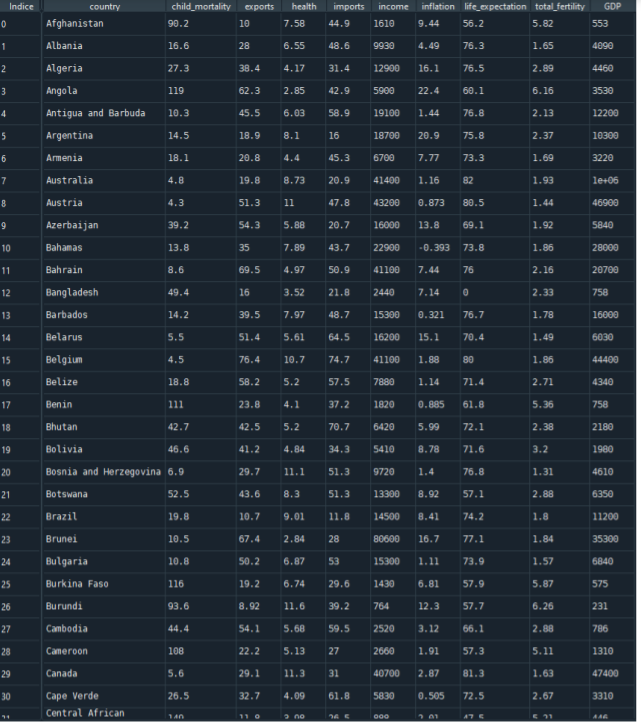 Indice country child_mortality exports health imports income inflation life_expectation total_fertility GDP
0 Afghanistan 90.2 10 7.58 44.9 1610 9.44 56.2 5.82 553
1 Albania 16.6 28 6.55 48.6 9930 4.49 76.3 1.65 4090
2 Algeria 27.3 38.4 4.17 31.4 12900 16.1 76.5 2.89 4460
3 Angola 119 62.3 2.85 42.9 5900 22.4 60.1 6.16 3530
4 Antigua and Barbuda 10.3 45.5 6.03 58.9 19100 1.44 76.8 2.13 12200
5 Argentina 14.5 18.9 8.1 16 18700 20.9 75.8 2.37 10300
6 Armenia 18.1 20.8 4.4 45.3 6700 7.77 73.3 1.69 3220
7 Australia 4.8 19.8 8.73 20.9 41400 1.16 82 1.93 1e+06
8 Austria 4.3 51.3 11 47.8 43200 0.873 80.5 1.44 46900
9 Azerbaijan 39.2 54.3 5.88 20.7 16000 13.8 69.1 1.92 5840
10 Bahamas 13.8 35 7.89 43.7 22900 -0.393 73.8 1.86 28000
11 Bahrain 8.6 69.5 4.97 50.9 41100 7.44 76 2.16 20700
12 Bangladesh 49.4 16 3.52 21.8 2440 7.14 0 2.33 758
13 Barbados 14.2 39.5 7.97 48.7 15300 0.321 76.7 1.78 16000
14 Belarus 5.5 51.4 5.61 64.5 16200 15.1 70.4 1.49 6030
15 Belgium 4.5 76.4 10.7 74.7 41100 1.88 80 1.86 44400
16 Belize 18.8 58.2 5.2 57.5 7880 1.14 71.4 2.71 4340
17 Benin 111 23.8 4.1 37.2 1820 0.885 61.8 5.36 758
18 Bhutan 42.7 42.5 5.2 70.7 6420 5.99 72.1 2.38 2180
19 Bolivia 46.6 41.2 4.84 34.3 5410 8.78 71.6 3.2 1980
20 Bosnia and Herzegovina 6.9 29.7 11.1 51.3 9720 1.4 76.8 1.31 4610
21 Botswana 52.5 43.6 8.3 51.3 13300 8.92 57.1 2.88 6350
22 Brazil 19.8 10.7 9.01 11.8 14500 8.41 74.2 1.8 11200
23 Brunei 10.5 67.4 2.84 28 80600 16.7 77.1 1.84 35300
24 Bulgaria 10.8 50.2 6.87 53 15300 1.11 73.9 1.57 6840
25 Burkina Faso 116 19.2 6.74 29.6 1430 6.81 57.9 5.87 575
26 Burundi 93.6 8.92 11.6 39.2 764 12.3 57.7 6.26 231
27 Cambodia 44.4 54.1 5.68 59.5 2520 3.12 66.1 2.88 786
28 Cameroon 108 22.2 5.13 27 2660 1.91 57.3 5.11 1310
29 Canada 5.6 29.1 11.3 31 40700 2.87 81.3 1.63 47400
30 Cape Verde 26.5 32.7 4.09 61.8 5830 0.505 72.5 2.67 3310
Central African